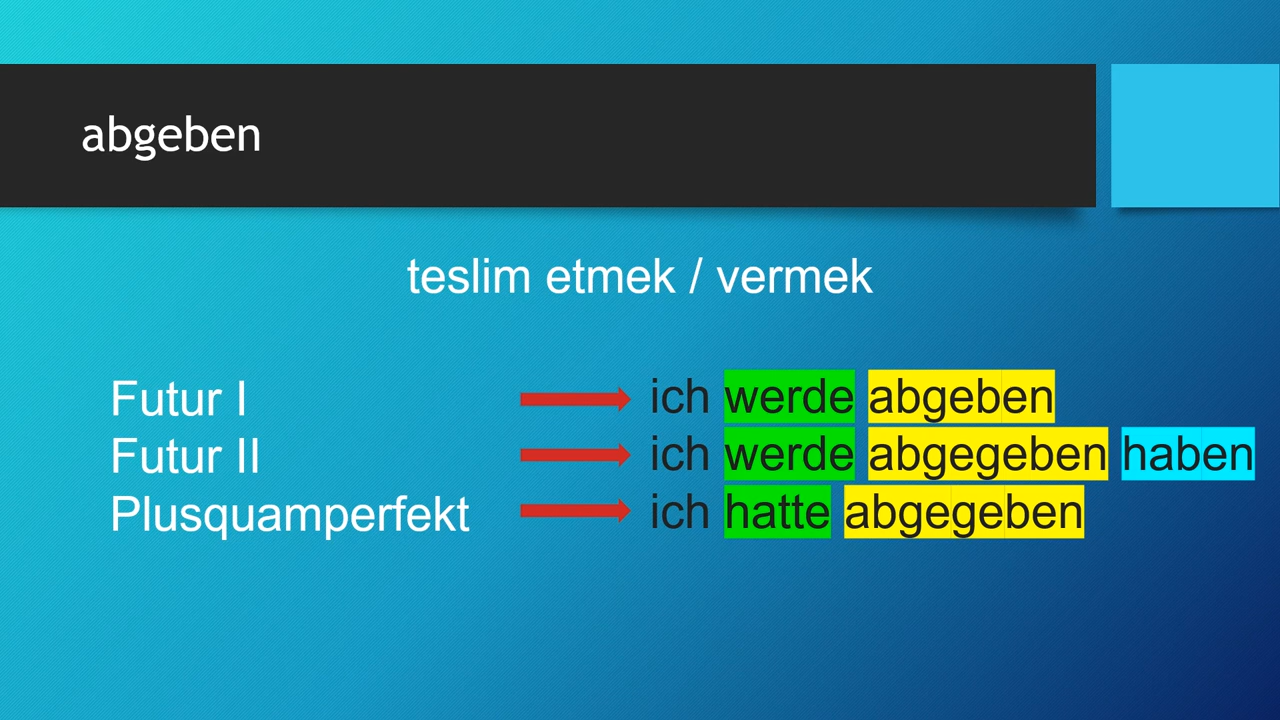 abgeben
teslim etmek / vermek
Futur I ich werde abgeben
Futur II ich werde abgegeben haben
Plusquamperfekt ich hatte abgegeben